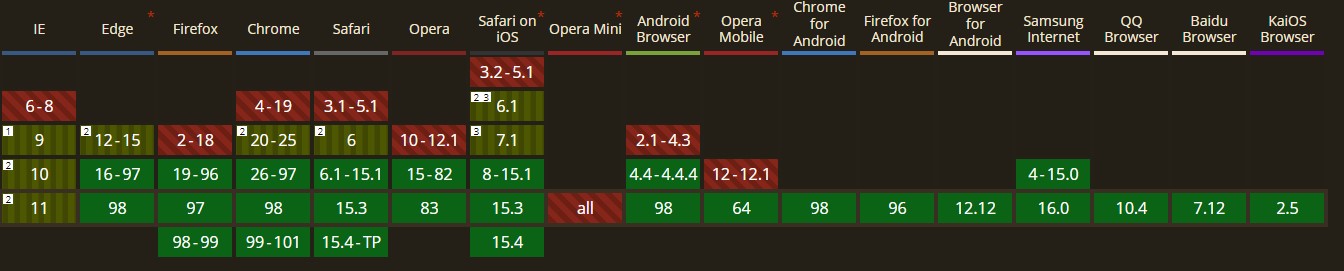 IE
Edge
*
Firefox
Chrome
Safari
Opera
Safari on
iOS
*
Opera Mini
*
Android
Browser
*
Opera
Mobile
*
Chrome
for
Android
Firefox for
Android
Browser
for
Android
Samsung
Internet
QQ
Browser
Baidu
Browser
KaiOS
Browser
3.2-5.1
6-8 4-19 3.1-5.1 2 3 6.1
1 9 2 12-15 2-18 2 20-25 2 6 10-12.1 3 7.1 2.1-4.3
2 10 16-97 19-96 26-97 6.1-15.1 15-82 8-15.1 4.4-4.4.4 12-12.1 4-15.0
2 11 98 97 98 15.3 83 15.3 all 98 64 98 96 12.12 16.0 10.4 7.12 2.5
98-99 99-101 15.4-TP 15.4